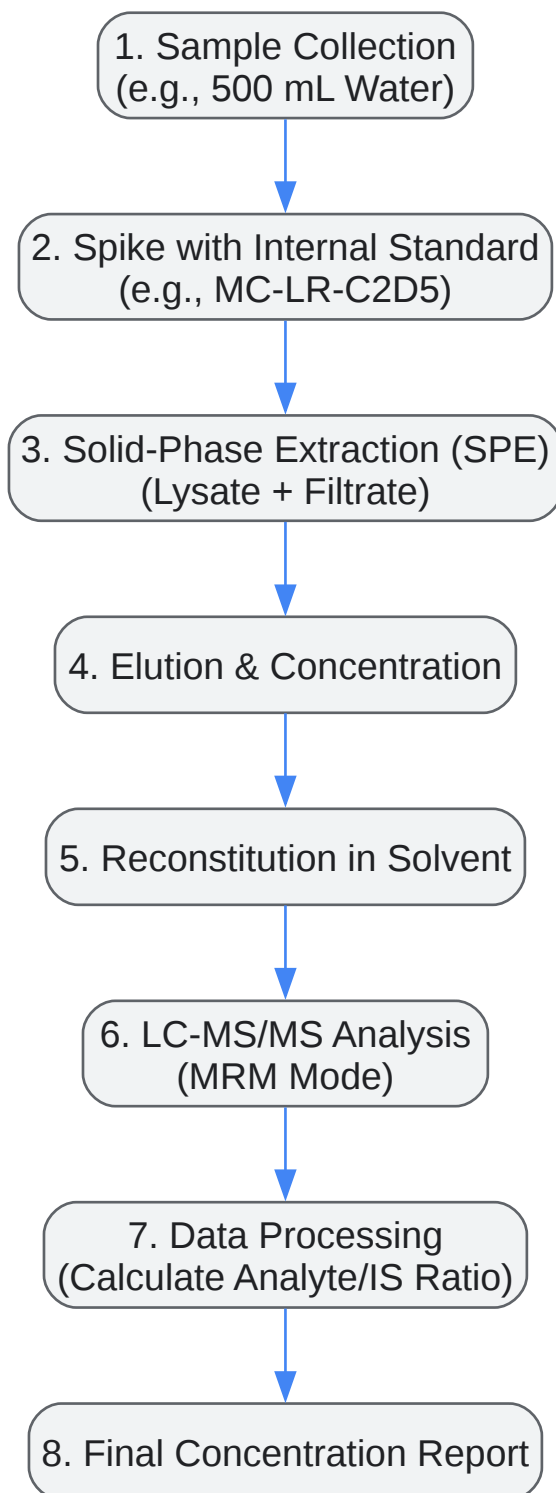 1. Sample Collection
(e.g., 500 mL Water)
2. Spike with Internal Standard
(e.g., MC-LR-C2D5)
3. Solid-Phase Extraction (SPE)
(Lysate + Filtrate)
4. Elution & Concentration
5. Reconstitution in Solvent
6. LC-MS/MS Analysis
(MRM Mode)
7. Data Processing
(Calculate Analyte/IS Ratio)
8. Final Concentration Report